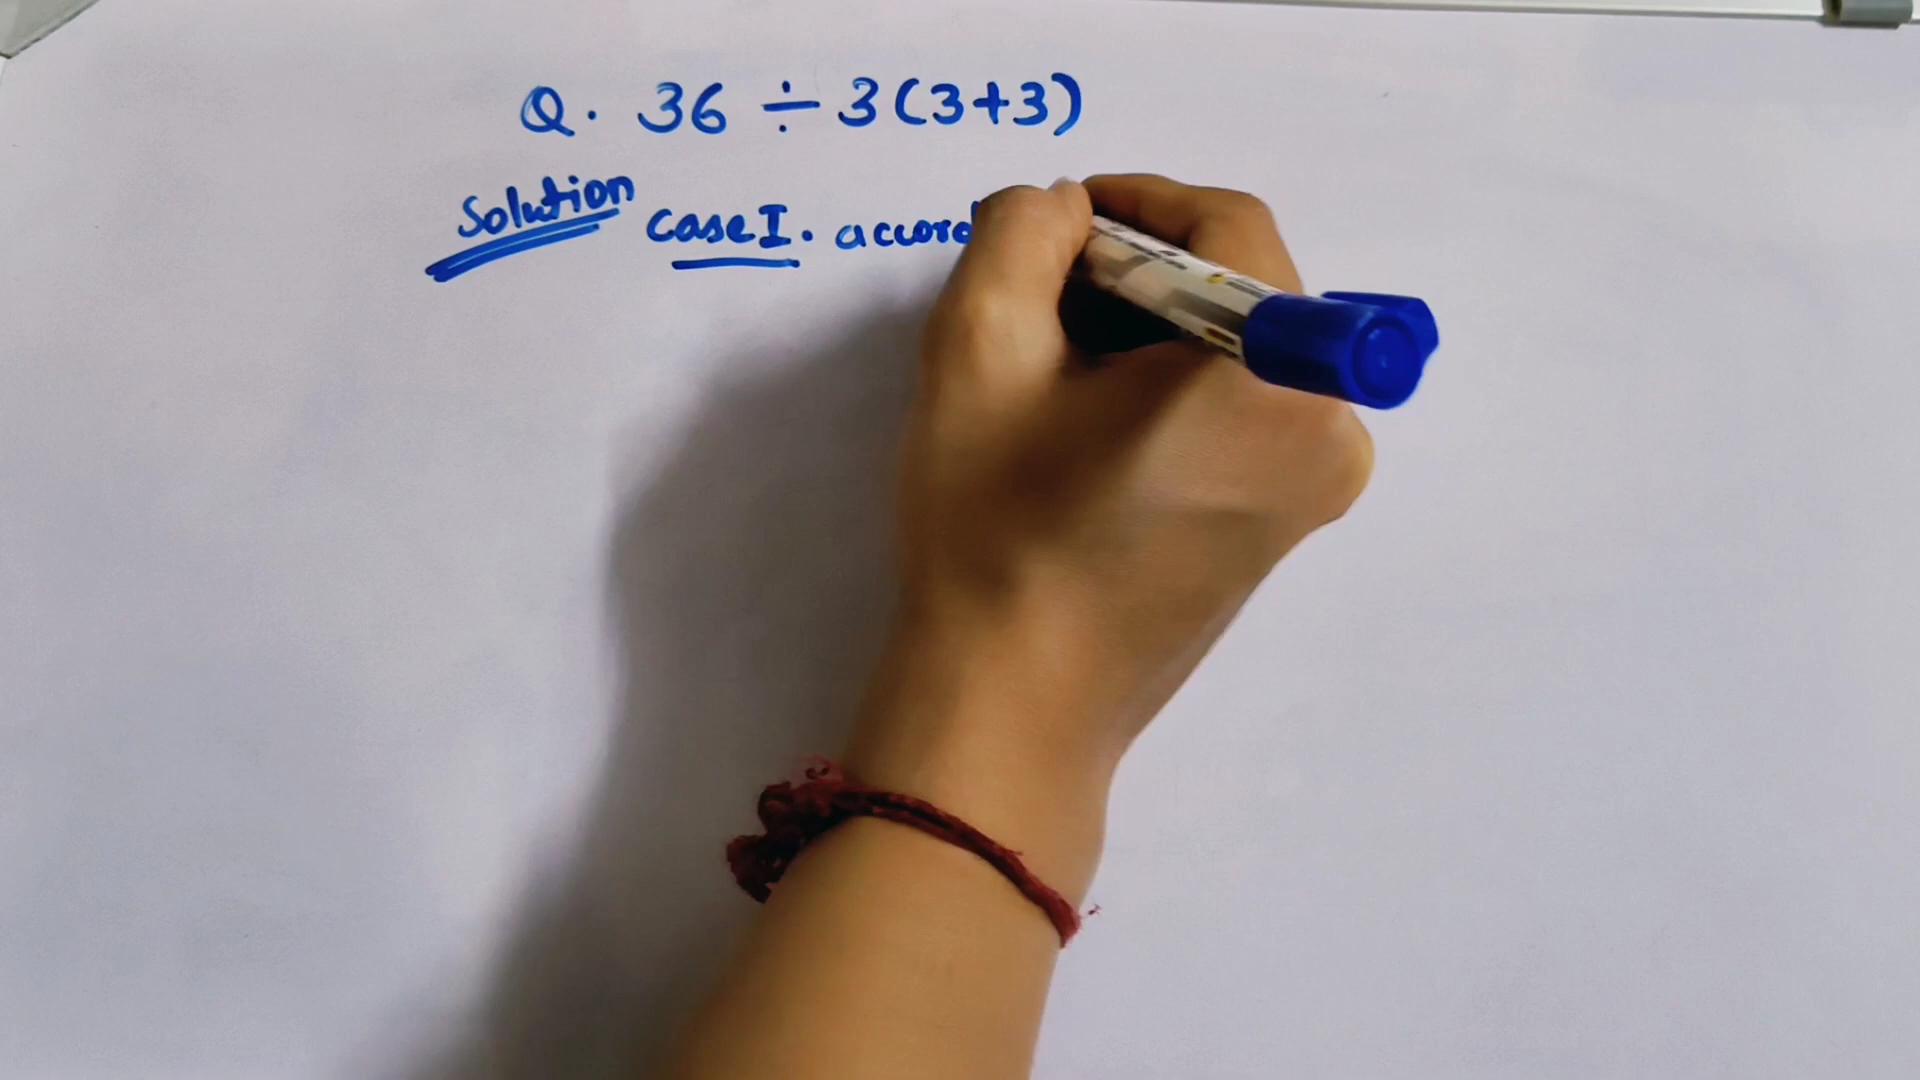 Q. 36 ÷ 3(3+3)
Solution case I. accord